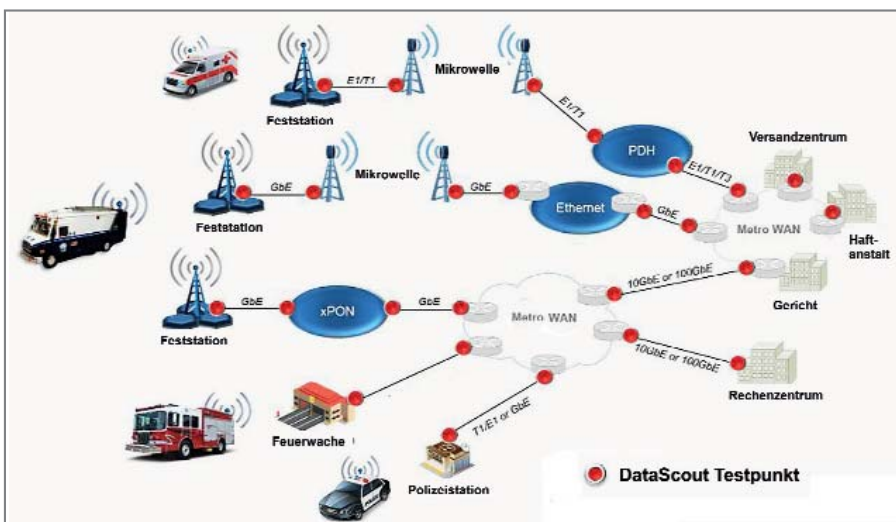 Mikrowelle
E1/T1
Feststation
E1/T1
PDH
Versandzentrum
E1/T1/T3
Mikrowelle
GbE
GbE
Ethernet
GbE
Feststation
Metro WAN
Haft-
anstalt
10GbE or 100GbE
Gericht
GbE
xPON
GbE
Metro WAN
Feststation
10GbE or 100GbE
Rechenzentrum
Feuerwache
T1/E1 or GbE
Polizeistation
DataScout Testpunkt